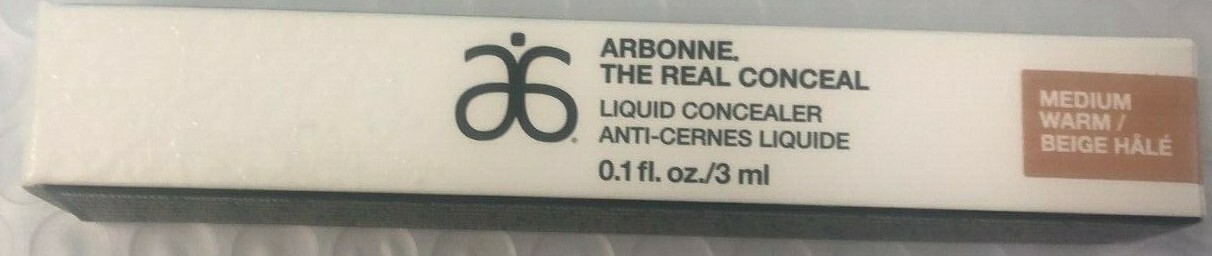 ARBONNE.
THE REAL CONCEAL
LIQUID CONCEALER
ANTI-CERNES LIQUIDE
0.1 fl. oz./3 ml
MEDIUM
WARM /
BEIGE HÂLÉ